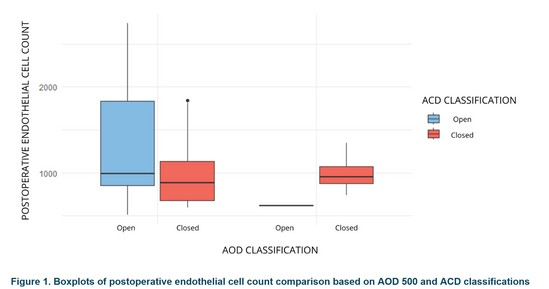 POSTOPERATIVE ENDOTHELIAL CELL COUNT
2000
1000
Open
Closed
Open
Closed
AOD CLASSIFICATION
ACD CLASSIFICATION
Open
Closed
Figure 1. Boxplots of postoperative endothelial cell count comparison based on AOD 500 and ACD classifications